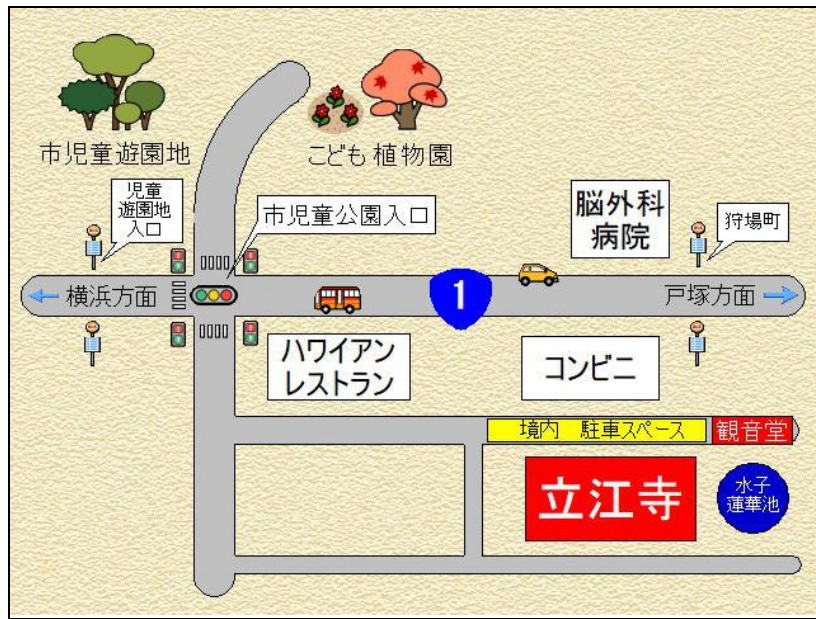 市児童遊園地
こども植物園
児童
遊園地
入口
市児童公園入口
脳外科
病院
狩場町
横浜方面
1
戸塚方面
ハワイアン
レストラン
コンビニ
境内 駐車スペース
観音堂
立江寺
水子
蓮華池